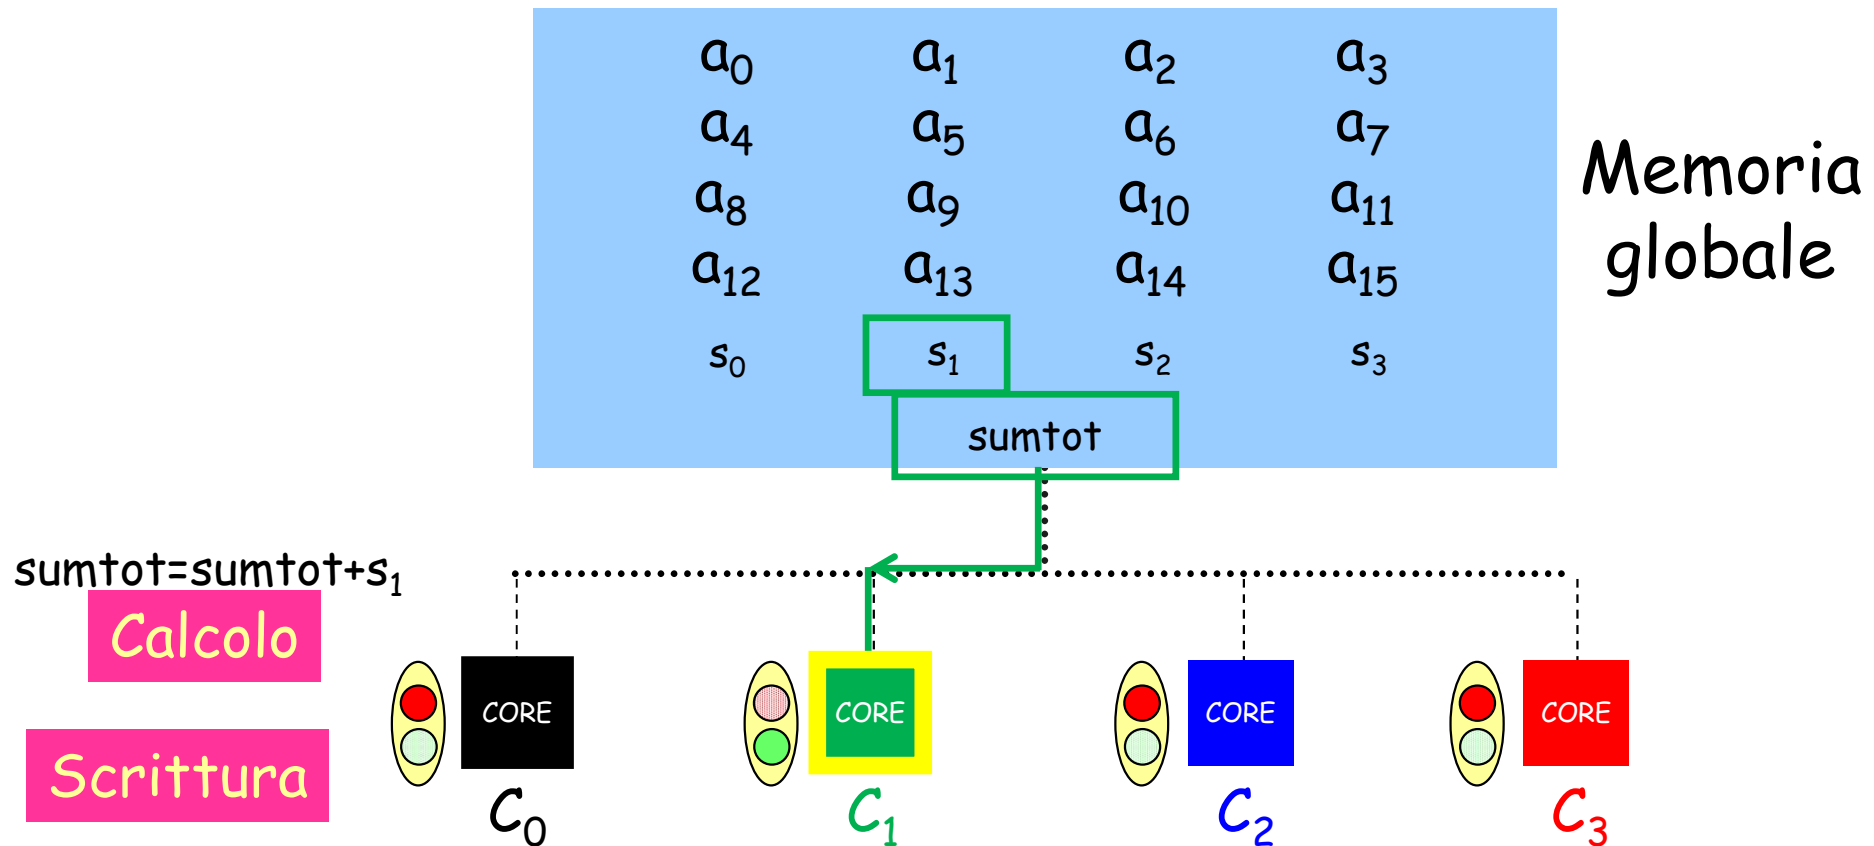 a₀ a₁ a₂ a₃
a₄ a₅ a₆ a₇
a₈ a₉ a₁₀ a₁₁
a₁₂ a₁₃ a₁₄ a₁₅
s₀ s₁ s₂ s₃
sumtot
Memoria
globale
sumtot=sumtot+s₁
Calcolo
Scrittura
CORE CORE CORE CORE
C₀ C₁ C₂ C₃